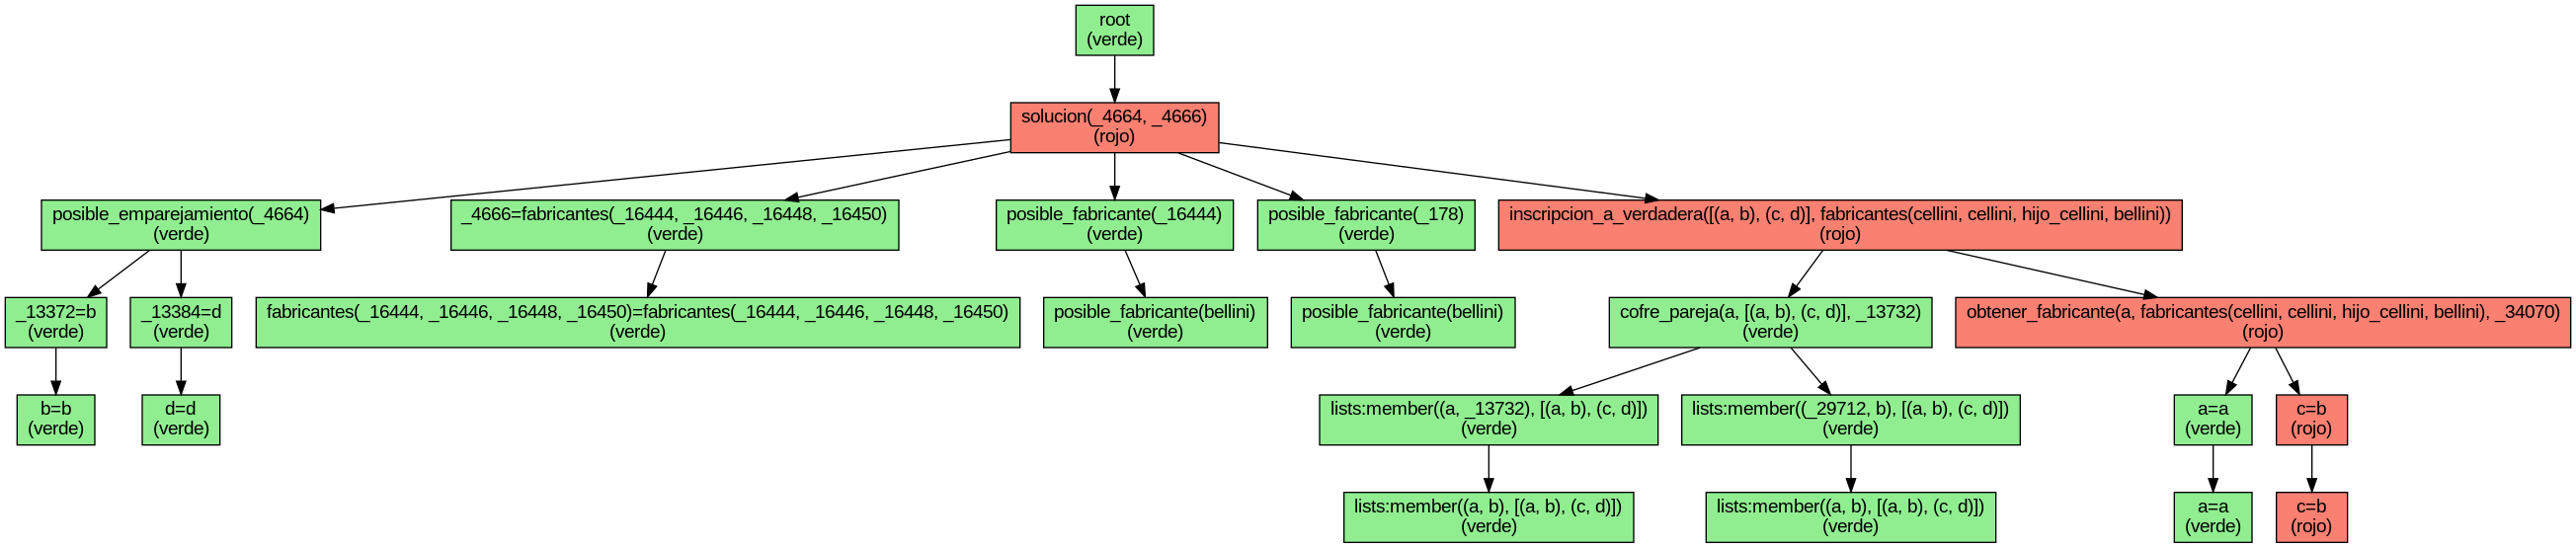 root
(verde)
solucion(_4664, _4666)
(rojo)
posible_emparejamiento(_4664)
(verde)
_4666=fabricantes(_16444, _16446, _16448, _16450)
(verde)
posible_fabricante(_16444)
(verde)
posible_fabricante(_178)
(verde)
inscripcion_a_verdadera([(a, b), (c, d)], fabricantes(cellini, cellini, hijo_cellini, bellini))
(rojo)
_13372=b
(verde)
_13384=d
(verde)
fabricantes(_16444, _16446, _16448, _16450)=fabricantes(_16444, _16446, _16448, _16450)
(verde)
posible_fabricante(bellini)
(verde)
posible_fabricante(bellini)
(verde)
cofre_pareja(a, [(a, b), (c, d)], _13732)
(verde)
obtener_fabricante(a, fabricantes(cellini, cellini, hijo_cellini, bellini), _34070)
(rojo)
b=b
(verde)
d=d
(verde)
lists:member((a, _13732), [(a, b), (c, d)])
(verde)
lists:member((_29712, b), [(a, b), (c, d)])
(verde)
a=a
(verde)
c=b
(rojo)
lists:member((a, b), [(a, b), (c, d)])
(verde)
lists:member((a, b), [(a, b), (c, d)])
(verde)
a=a
(verde)
c=b
(rojo)